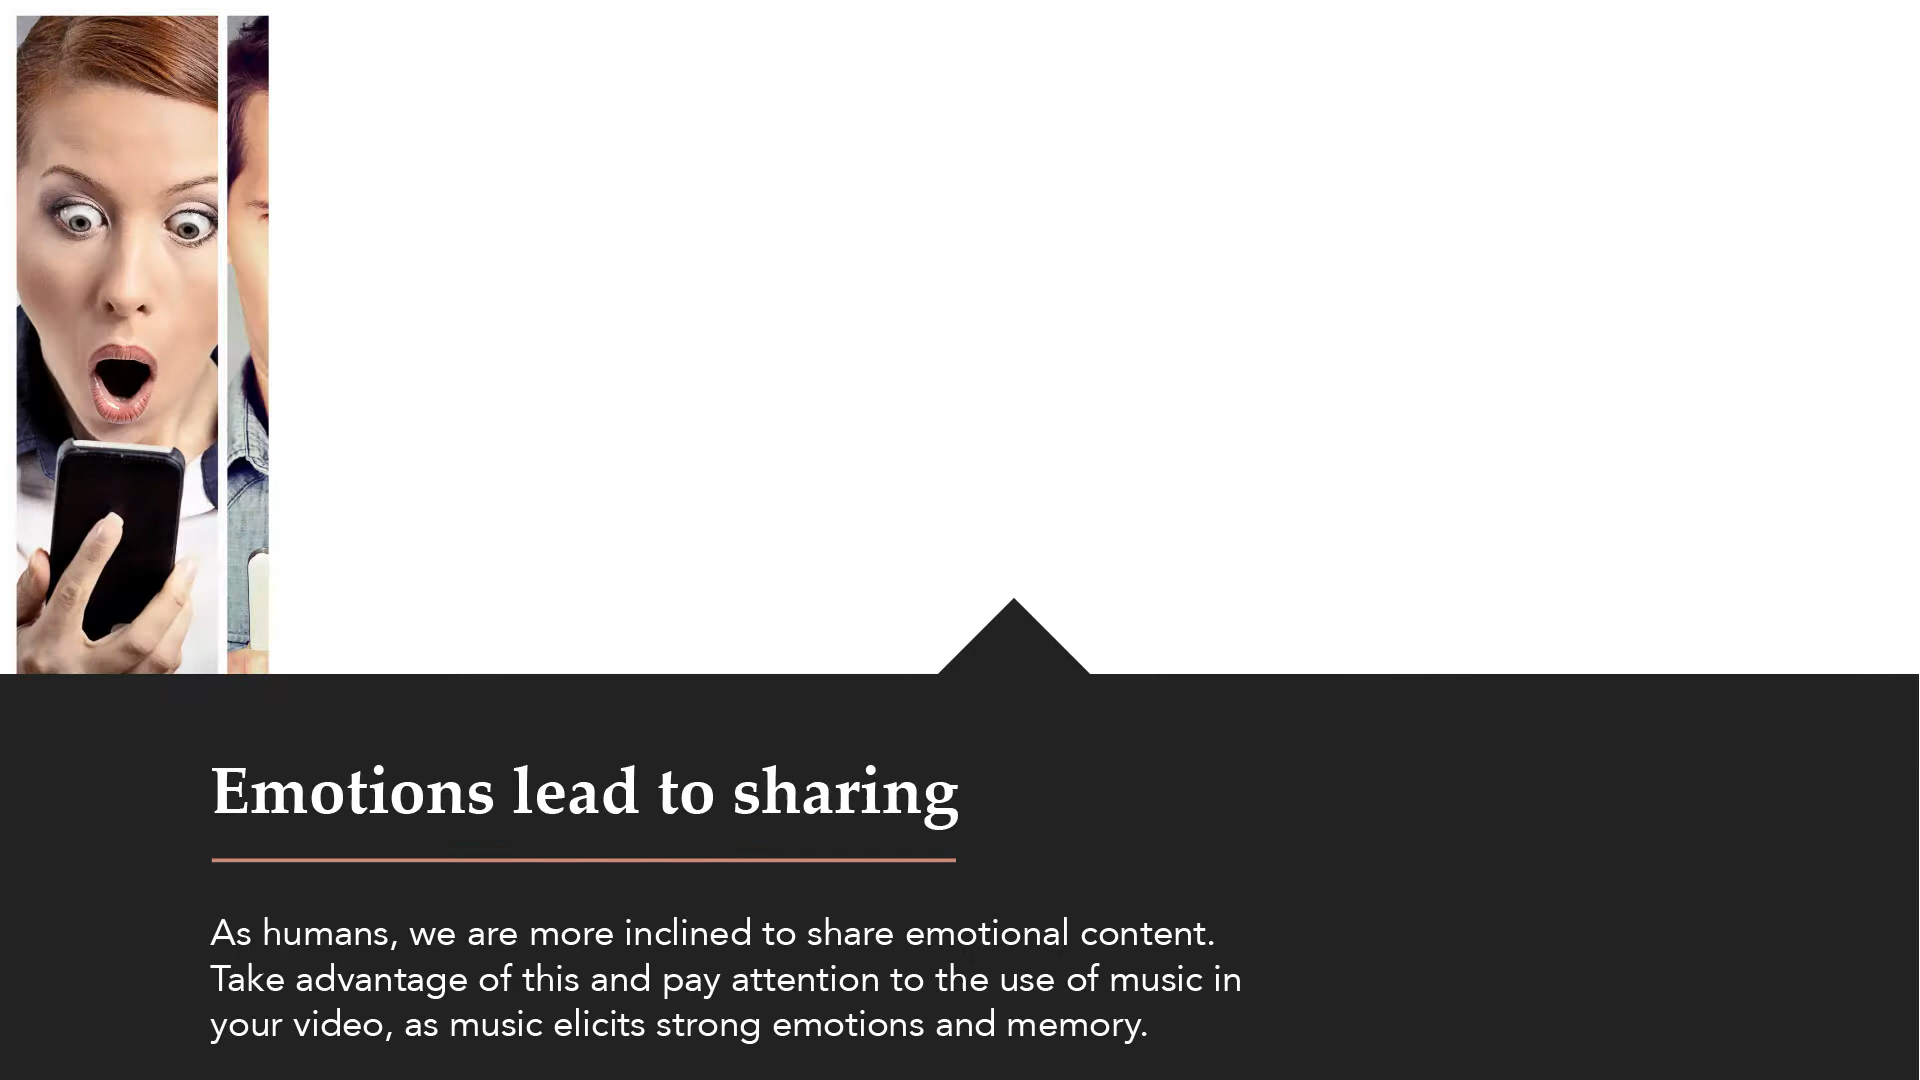 Emotions lead to sharing
As humans, we are more inclined to share emotional content.
Take advantage of this and pay attention to the use of music in
your video, as music elicits strong emotions and memory.